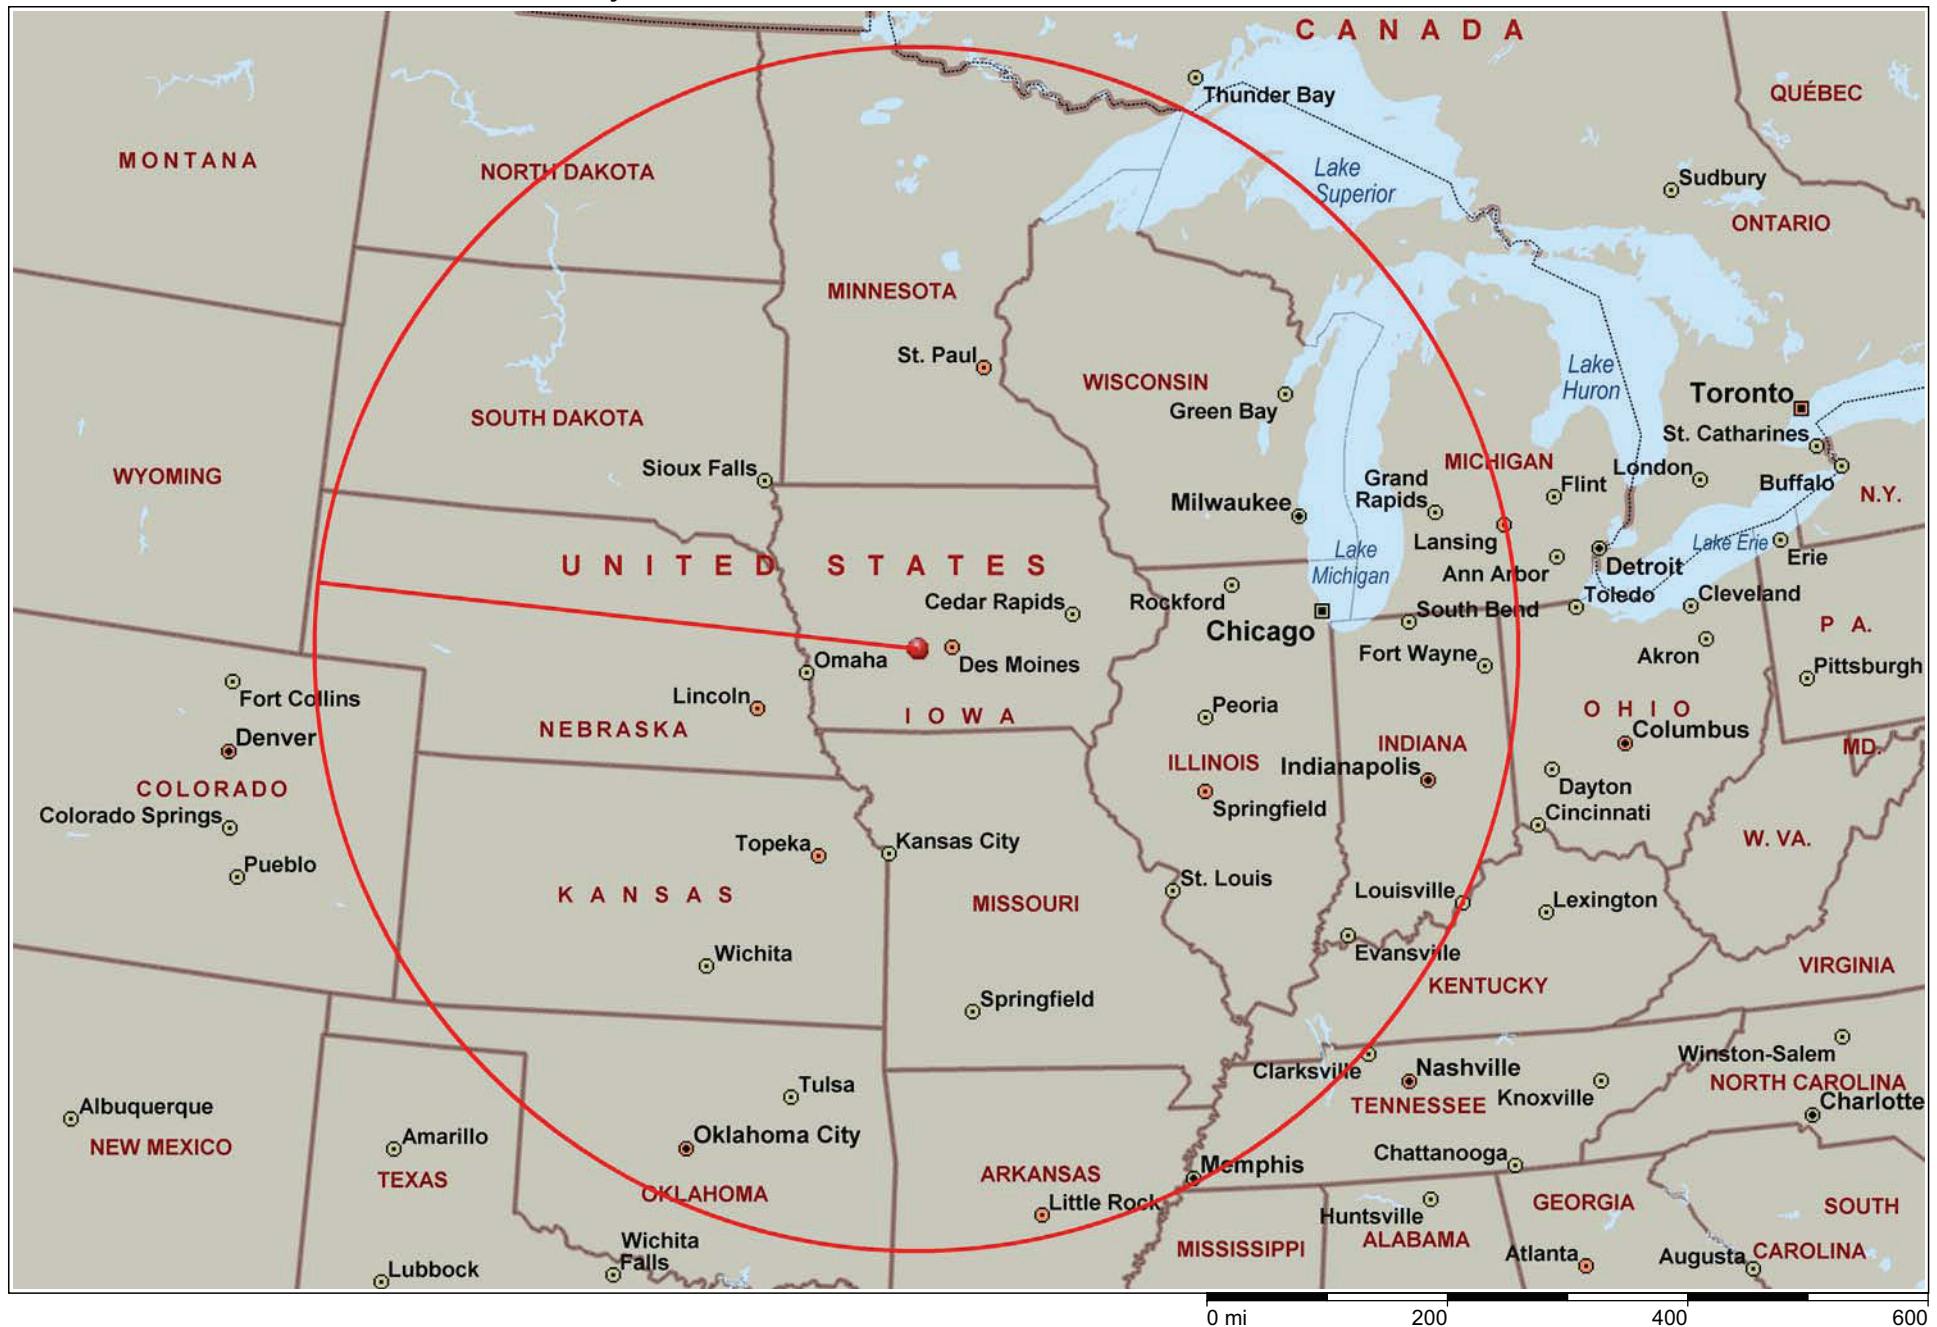 CANADA
Thunder Bay
QUÉBEC
MONTANA
NORTH DAKOTA
Lake
Superior
Sudbury
ONTARIO
MINNESOTA
St. Paul
WISCONSIN
Green Bay
Lake
Huron
Toronto
St. Catharines
SOUTH DAKOTA
Sioux Falls
WYOMING
MICHIGAN
London
Buffalo
N.Y.
Grand
Rapids
Flint
Milwaukee
Lansing
Lake
Michigan
Ann Arbor
Detroit
Lake Erie
Erie
UNITED STATES
Cedar Rapids
Rockford
Chicago
South Bend
Toledo
Cleveland
PA.
Omaha
Des Moines
Fort Wayne
Akron
Pittsburgh
Fort Collins
Lincoln
Peoria
OHIO
Denver
NEBRASKA
IOWA
ILLINOIS
INDIANA
Columbus
MD.
Indianapolis
COLORADO
Springfield
Dayton
Cincinnati
Colorado Springs
Topeka
Kansas City
W. VA.
Pueblo
KANSAS
MISSOURI
St. Louis
Louisville
Lexington
Wichita
Evansville
KENTUCKY
VIRGINIA
Springfield
Clarksville
Nashville
Winston-Salem
NORTH CAROLINA
Tulsa
TENNESSEE
Knoxville
Charlotte
Albuquerque
NEW MEXICO
Amarillo
TEXAS
Oklahoma City
OKLAHOMA
ARKANSAS
Memphis
Chattanooga
Little Rock
Huntsville
ALABAMA
GEORGIA
SOUTH
CAROLINA
Wichita
Falls
MISSISSIPPI
Atlanta
Augusta
Lubbock
0 mi 200 400 600